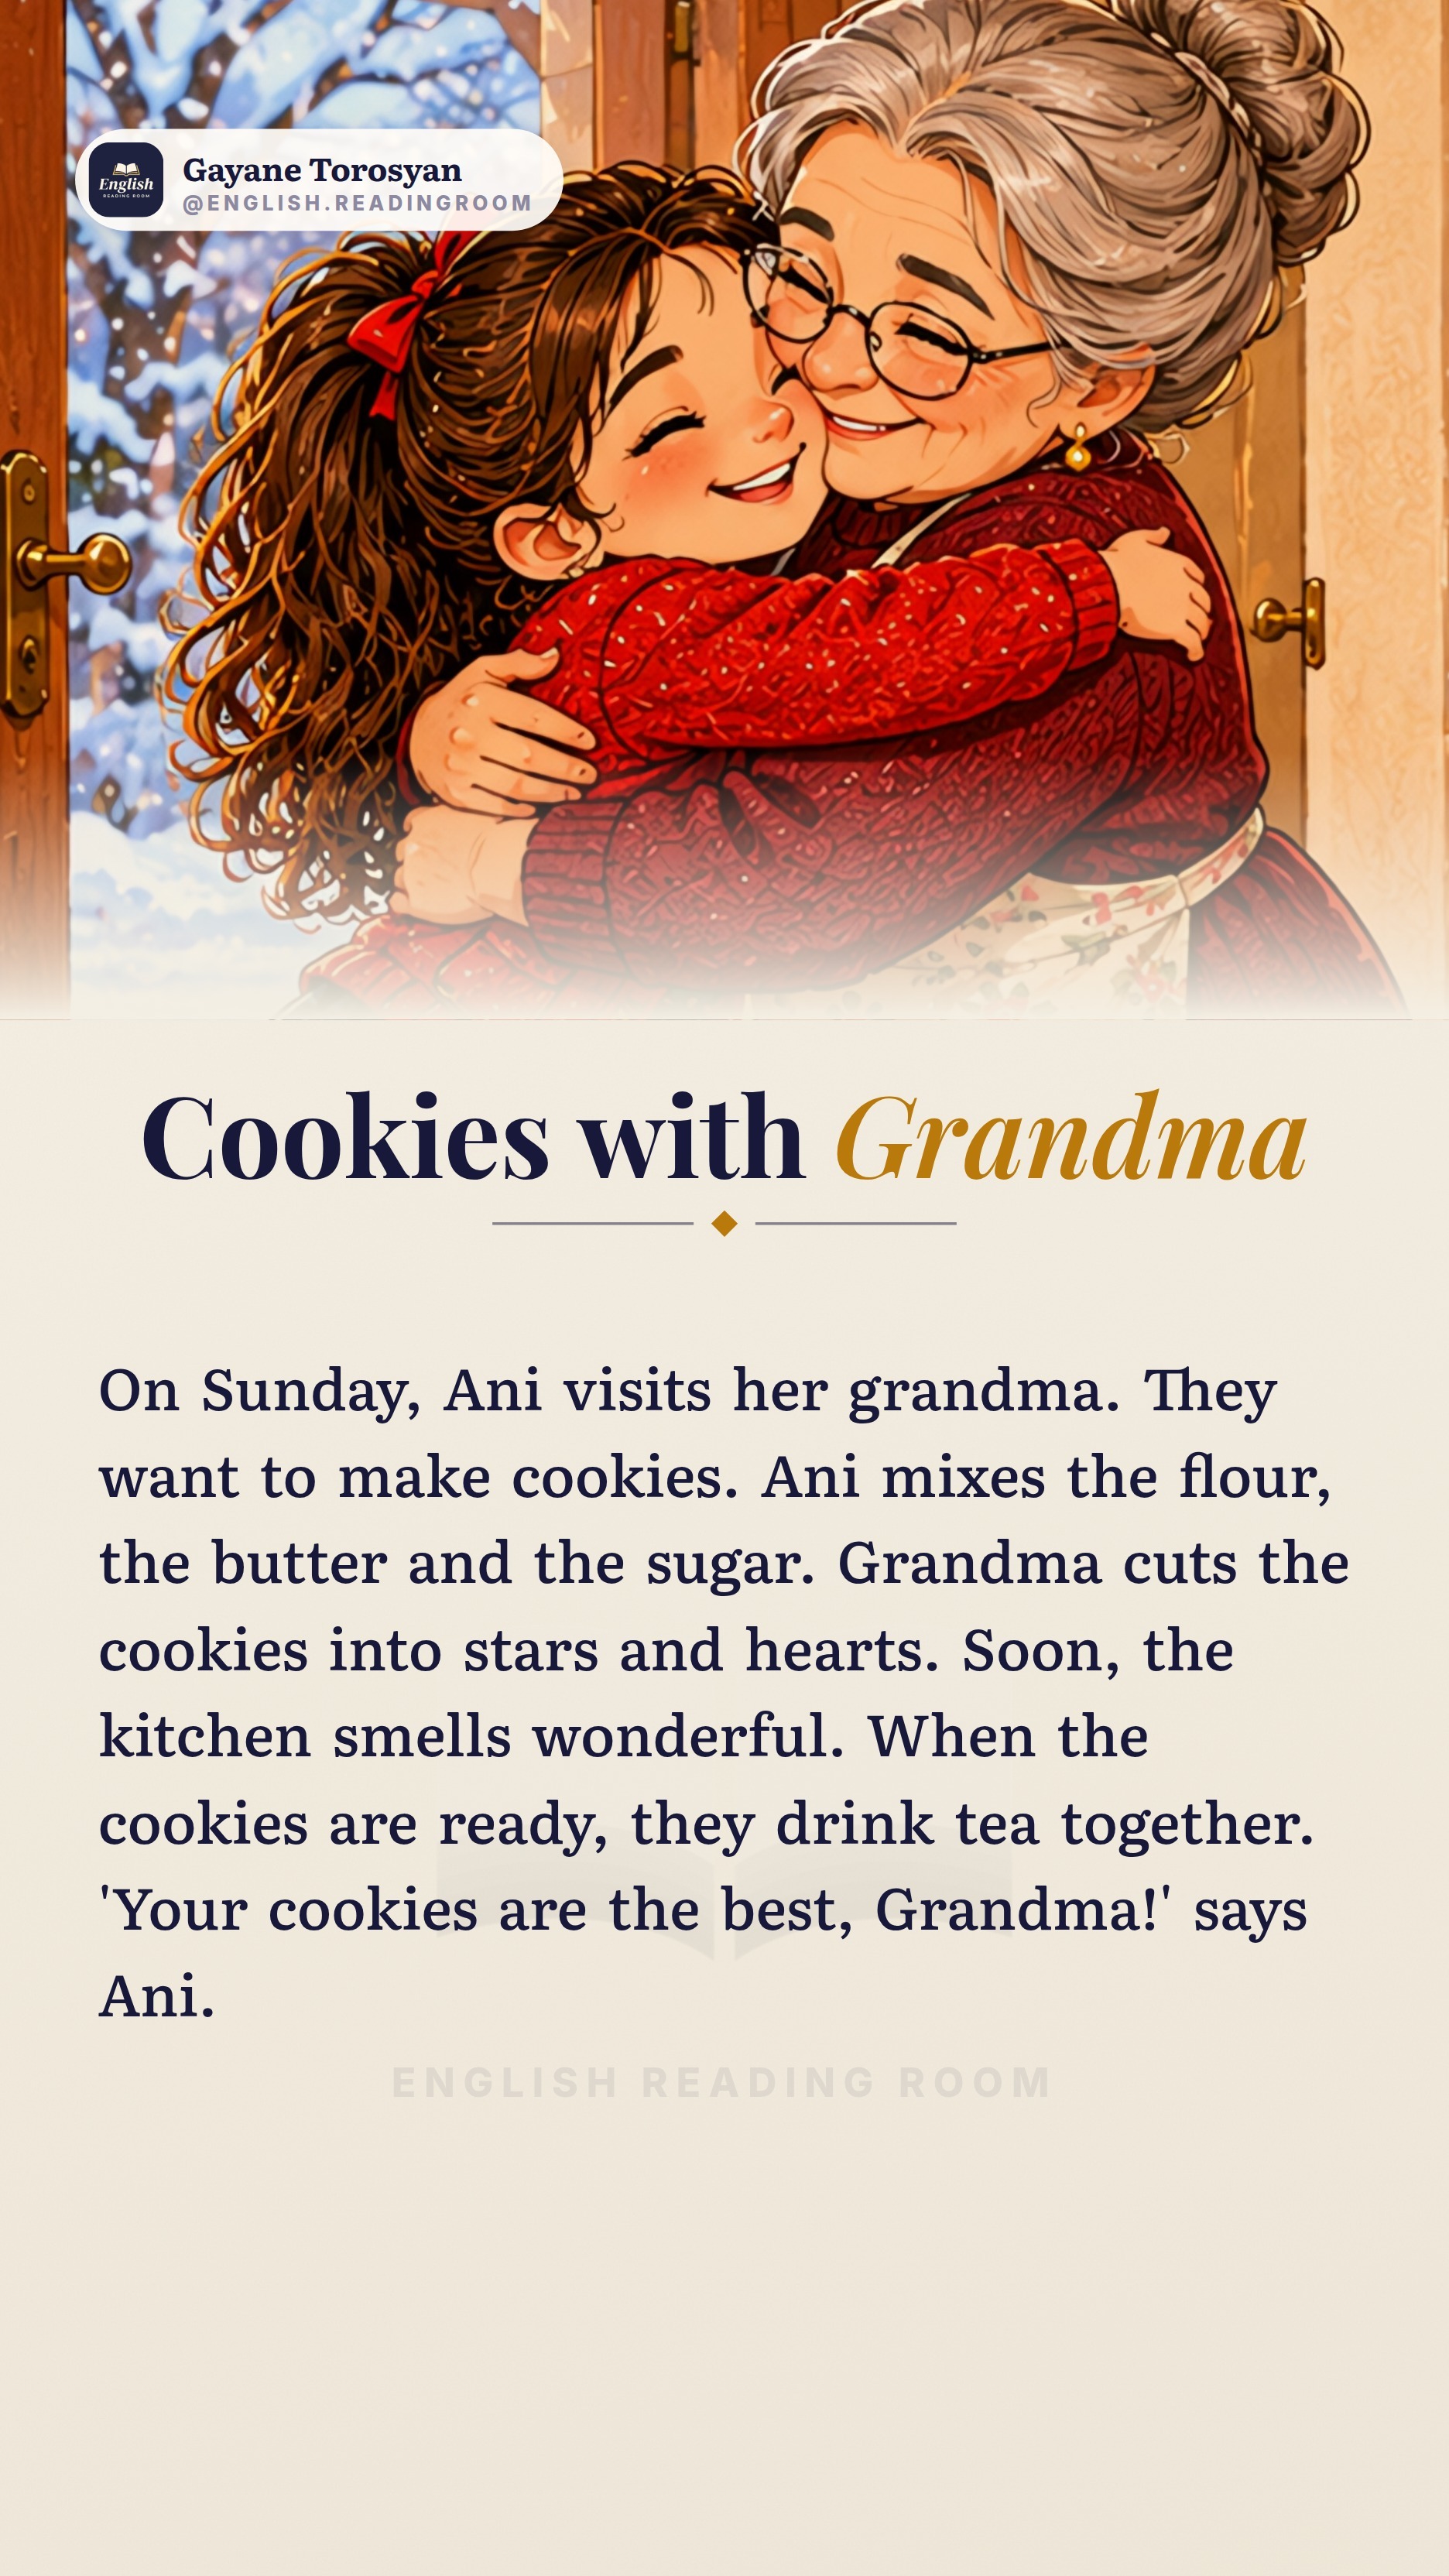 English
READING ROOM
Gayane Torosyan
@ENGLISH.READINGROOM
Cookies with Grandma
On Sunday, Ani visits her grandma. They
want to make cookies. Ani mixes the flour,
the butter and the sugar. Grandma cuts the
cookies into stars and hearts. Soon, the
kitchen smells wonderful. When the
cookies are ready, they drink tea together.
'Your cookies are the best, Grandma!' says
Ani.
ENGLISH READING ROOM